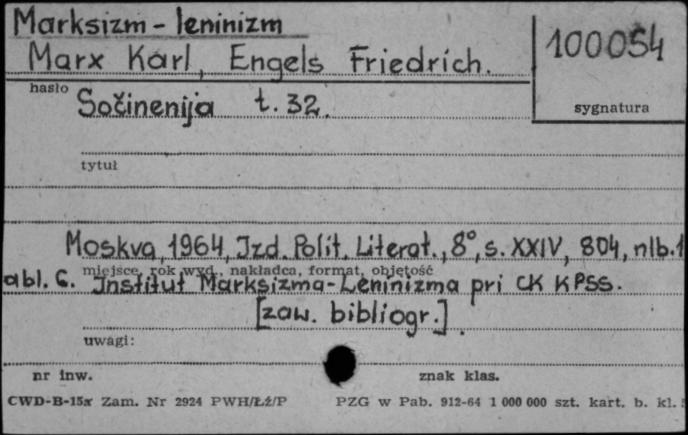 Marksizm - leninizm
Marx Karl, Engels Friedrich.
100054
hasło
Sočinenija t. 32.
sygnatura
tytuł
Moskva, 1964, Izd. Polit. Literat., 8°, s. XXIV, 804, nlb. 1
miejsce, rok wyd., nakładca, format, objętość
abl. 6. Institut Marksizma-Leninizma pri CK KPSS.
[zaw. bibliogr.].
uwagi:
nr inw. znak klas.
CWD-B-15x Zam. Nr 2924 PWH/Łź/P PZG w Pab. 912-64 1 000 000 szt. kart. b. kl.